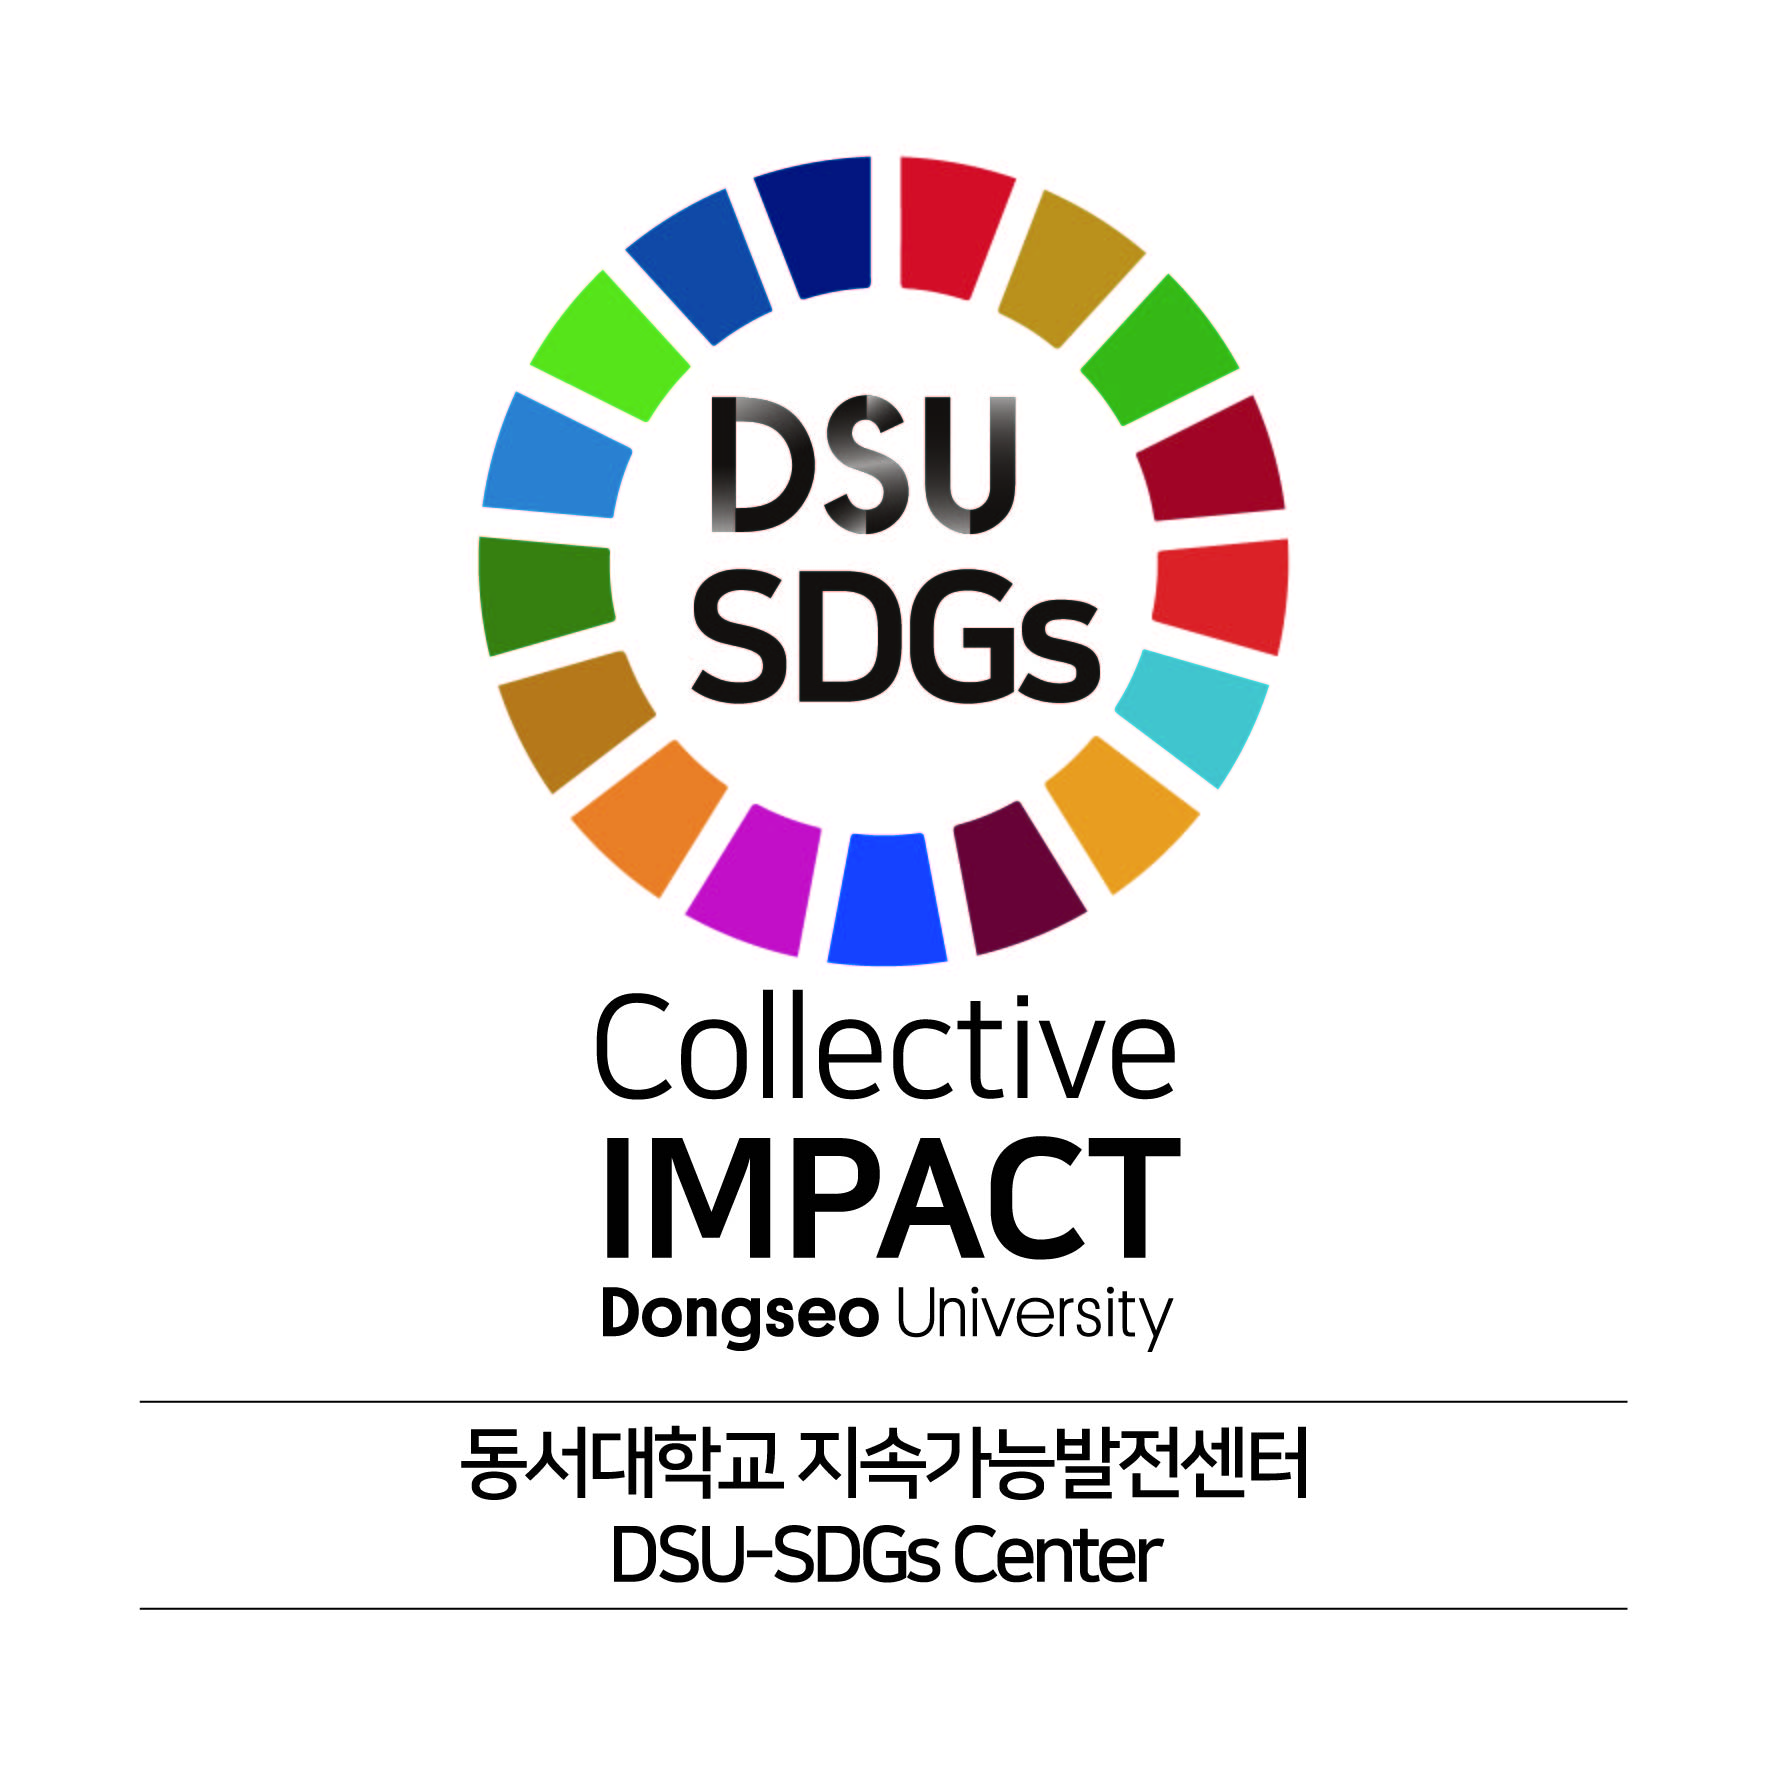 DSU
SDGs
Collective
IMPACT
Dongseo University
동서대학교 지속가능발전센터
DSU-SDGs Center